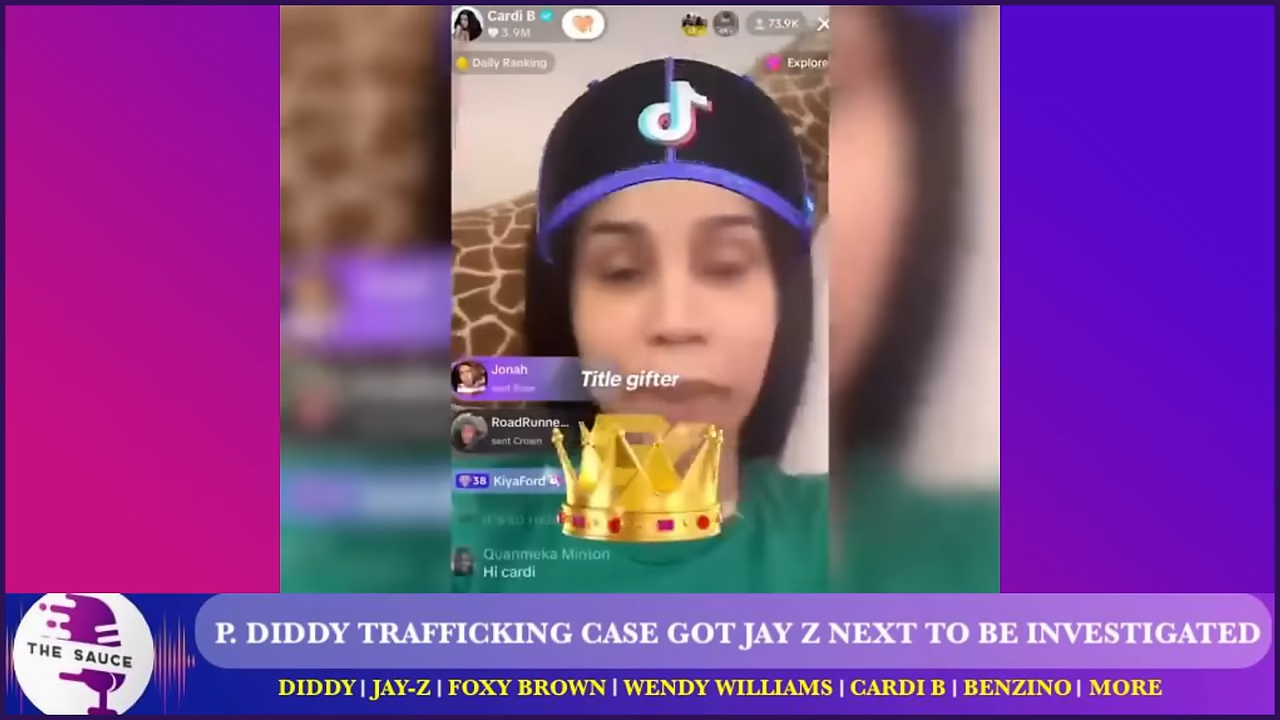 Cardi B
3.9M
73.9K
Daily Ranking
Explore
Jonah
sent Rose
Title gifter
RoadRunne...
sent Crown
38 KiyaFord
Quanmeka Minton
Hi cardi
THE SAUCE
P. DIDDY TRAFFICKING CASE GOT JAY Z NEXT TO BE INVESTIGATED
DIDDY | JAY-Z | FOXY BROWN | WENDY WILLIAMS | CARDI B | BENZINO | MORE